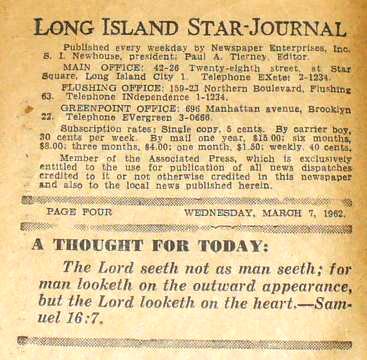 LONG ISLAND STAR-JOURNAL
Published every weekday by Newspaper Enterprises, Inc.
S. I. Newhouse, president; Paul A. Tierney, Editor.
MAIN OFFICE: 42-26 Twenty-eighth street, at Star
Square, Long Island City 1. Telephone EXeter 2-1234.
FLUSHING OFFICE: 159-23 Northern Boulevard, Flushing
63. Telephone INdependence 1-1234.
GREENPOINT OFFICE: 696 Manhattan avenue, Brooklyn
22. Telephone EVergreen 3-0666.
Subscription rates: Single copy, 5 cents. By carrier boy,
30 cents per week. By mail one year, $15.00; six months,
$8.00; three months, $4.00; one month, $1.50; weekly, 40 cents.
Member of the Associated Press, which is exclusively
entitled to the use for publication of all news dispatches
credited to it or not otherwise credited in this newspaper
and also to the local news published herein.
PAGE FOUR WEDNESDAY, MARCH 7, 1962.
A THOUGHT FOR TODAY:
The Lord seeth not as man seeth; for
man looketh on the outward appearance,
but the Lord looketh on the heart.—Sam-
uel 16:7.